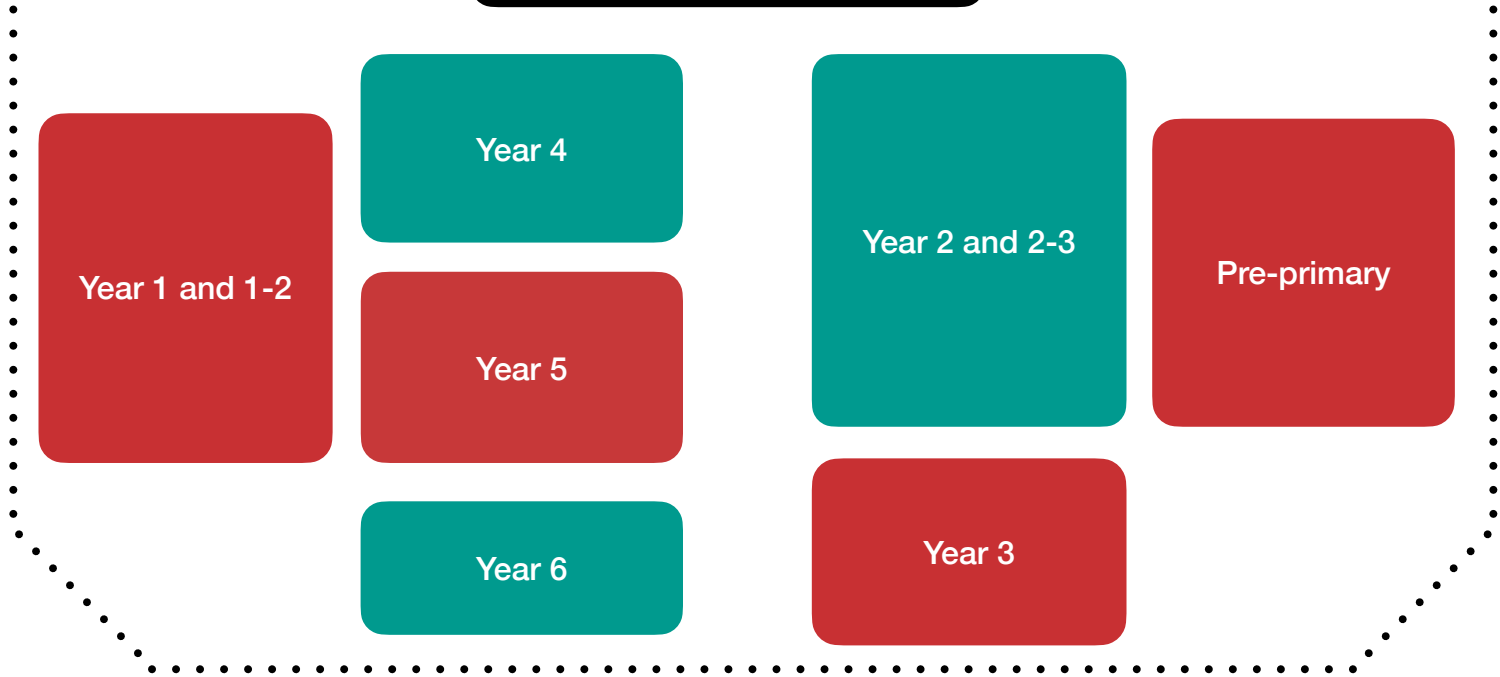 Year 4
Year 1 and 1-2
Year 5
Year 6
Year 2 and 2-3
Pre-primary
Year 3